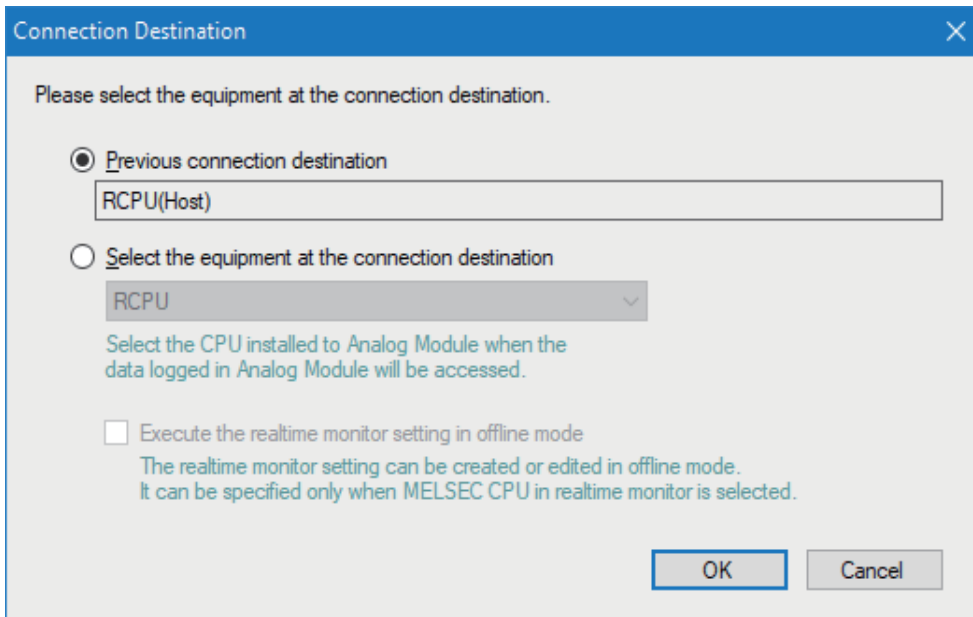 Connection Destination
Please select the equipment at the connection destination.
Previous connection destination
RCPU(Host)
Select the equipment at the connection destination
RCPU
Select the CPU installed to Analog Module when the
data logged in Analog Module will be accessed.
Execute the realtime monitor setting in offline mode
The realtime monitor setting can be created or edited in offline mode.
It can be specified only when MELSEC CPU in realtime monitor is selected.
OK Cancel